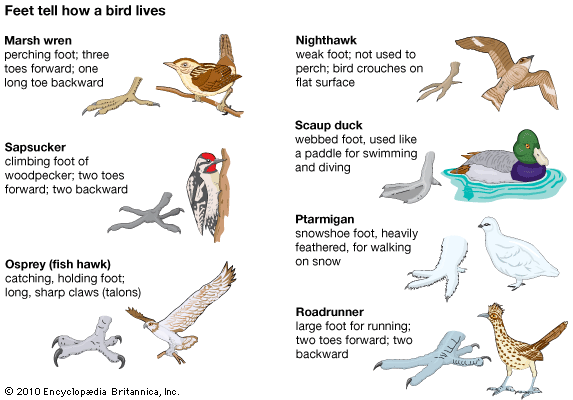 Feet tell how a bird lives
Marsh wren
perching foot; three
toes forward; one
long toe backward
Sapsucker
climbing foot of
woodpecker; two toes
forward; two backward
Osprey (fish hawk)
catching, holding foot;
long, sharp claws (talons)
Nighthawk
weak foot; not used to
perch; bird crouches on
flat surface
Scaup duck
webbed foot, used like
a paddle for swimming
and diving
Ptarmigan
snowshoe foot, heavily
feathered, for walking
on snow
Roadrunner
large foot for running;
two toes forward; two
backward
© 2010 Encyclopædia Britannica, Inc.